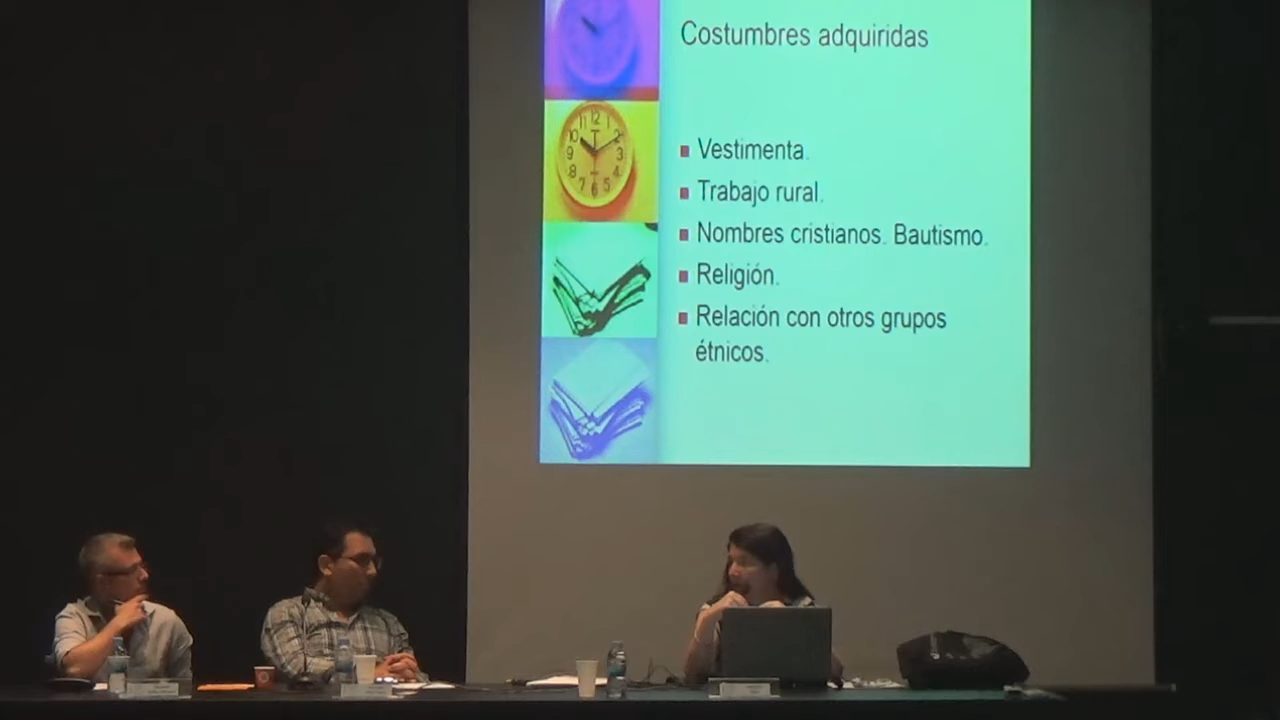 Costumbres adquiridas
Vestimenta.
Trabajo rural.
Nombres cristianos. Bautismo.
Religión.
Relación con otros grupos
étnicos.